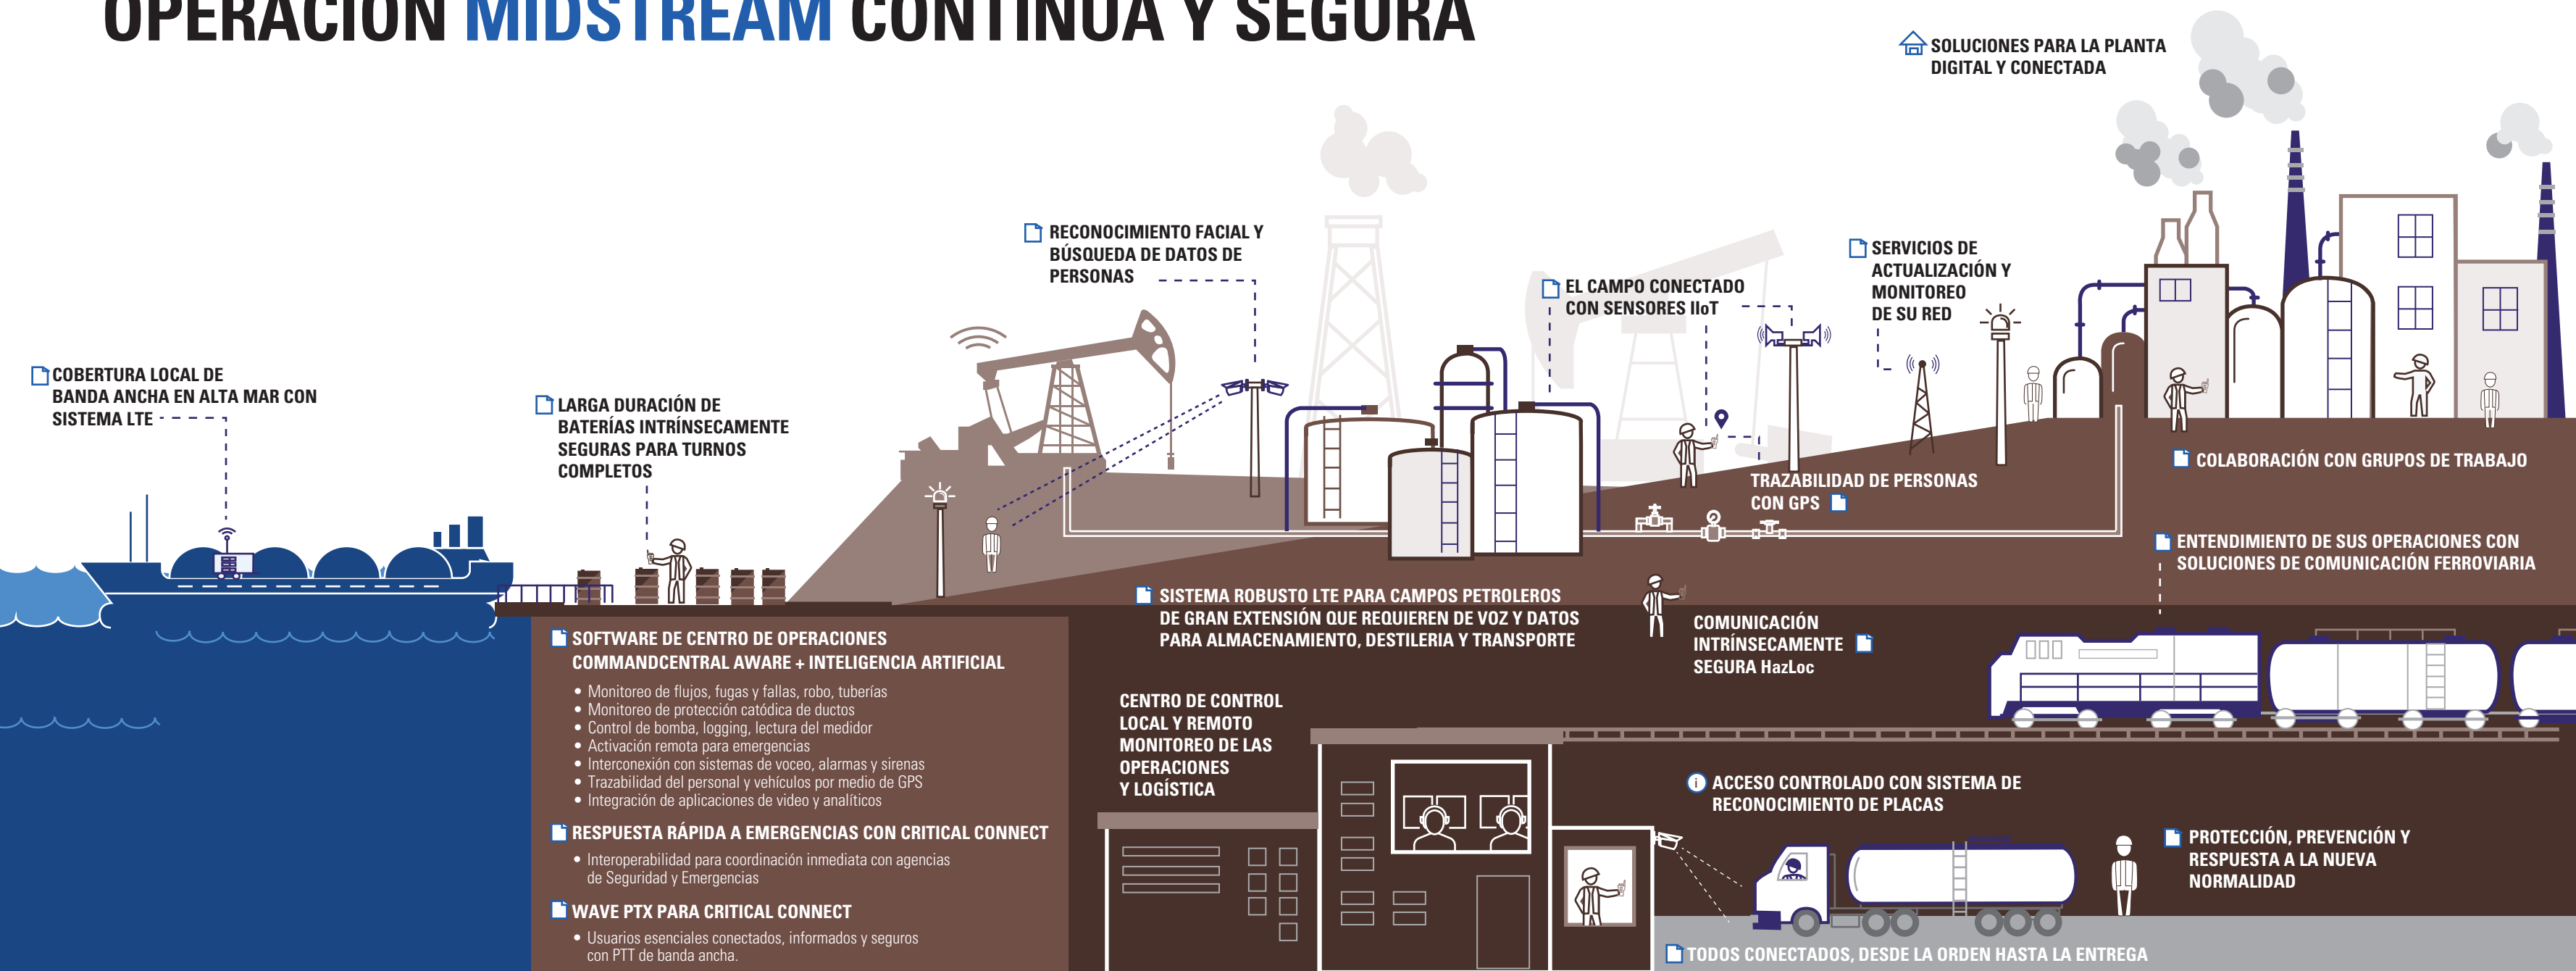 OPERACIÓN MIDSTREAM CONTINUA Y SEGURA
SOLUCIONES PARA LA PLANTA
DIGITAL Y CONECTADA
RECONOCIMIENTO FACIAL Y
BÚSQUEDA DE DATOS DE
PERSONAS
SERVICIOS DE
ACTUALIZACIÓN Y
MONITOREO
DE SU RED
EL CAMPO CONECTADO
CON SENSORES IIoT
COBERTURA LOCAL DE
BANDA ANCHA EN ALTA MAR CON
SISTEMA LTE
LARGA DURACIÓN DE
BATERÍAS INTRÍNSECAMENTE
SEGURAS PARA TURNOS
COMPLETOS
COLABORACIÓN CON GRUPOS DE TRABAJO
TRAZABILIDAD DE PERSONAS
CON GPS
ENTENDIMIENTO DE SUS OPERACIONES CON
SOLUCIONES DE COMUNICACIÓN FERROVIARIA
SISTEMA ROBUSTO LTE PARA CAMPOS PETROLEROS
DE GRAN EXTENSIÓN QUE REQUIEREN DE VOZ Y DATOS
PARA ALMACENAMIENTO, DESTILERIA Y TRANSPORTE
COMUNICACIÓN
INTRÍNSECAMENTE
SEGURA HazLoc
SOFTWARE DE CENTRO DE OPERACIONES
COMMANDCENTRAL AWARE + INTELIGENCIA ARTIFICIAL
• Monitoreo de flujos, fugas y fallas, robo, tuberías
• Monitoreo de protección catódica de ductos
• Control de bomba, logging, lectura del medidor
• Activación remota para emergencias
• Interconexión con sistemas de voceo, alarmas y sirenas
• Trazabilidad del personal y vehículos por medio de GPS
• Integración de aplicaciones de video y analíticos
RESPUESTA RÁPIDA A EMERGENCIAS CON CRITICAL CONNECT
• Interoperabilidad para coordinación inmediata con agencias
de Seguridad y Emergencias
WAVE PTX PARA CRITICAL CONNECT
• Usuarios esenciales conectados, informados y seguros
con PTT de banda ancha.
CENTRO DE CONTROL
LOCAL Y REMOTO
MONITOREO DE LAS
OPERACIONES
Y LOGÍSTICA
i ACCESO CONTROLADO CON SISTEMA DE
RECONOCIMIENTO DE PLACAS
PROTECCIÓN, PREVENCIÓN Y
RESPUESTA A LA NUEVA
NORMALIDAD
TODOS CONECTADOS, DESDE LA ORDEN HASTA LA ENTREGA